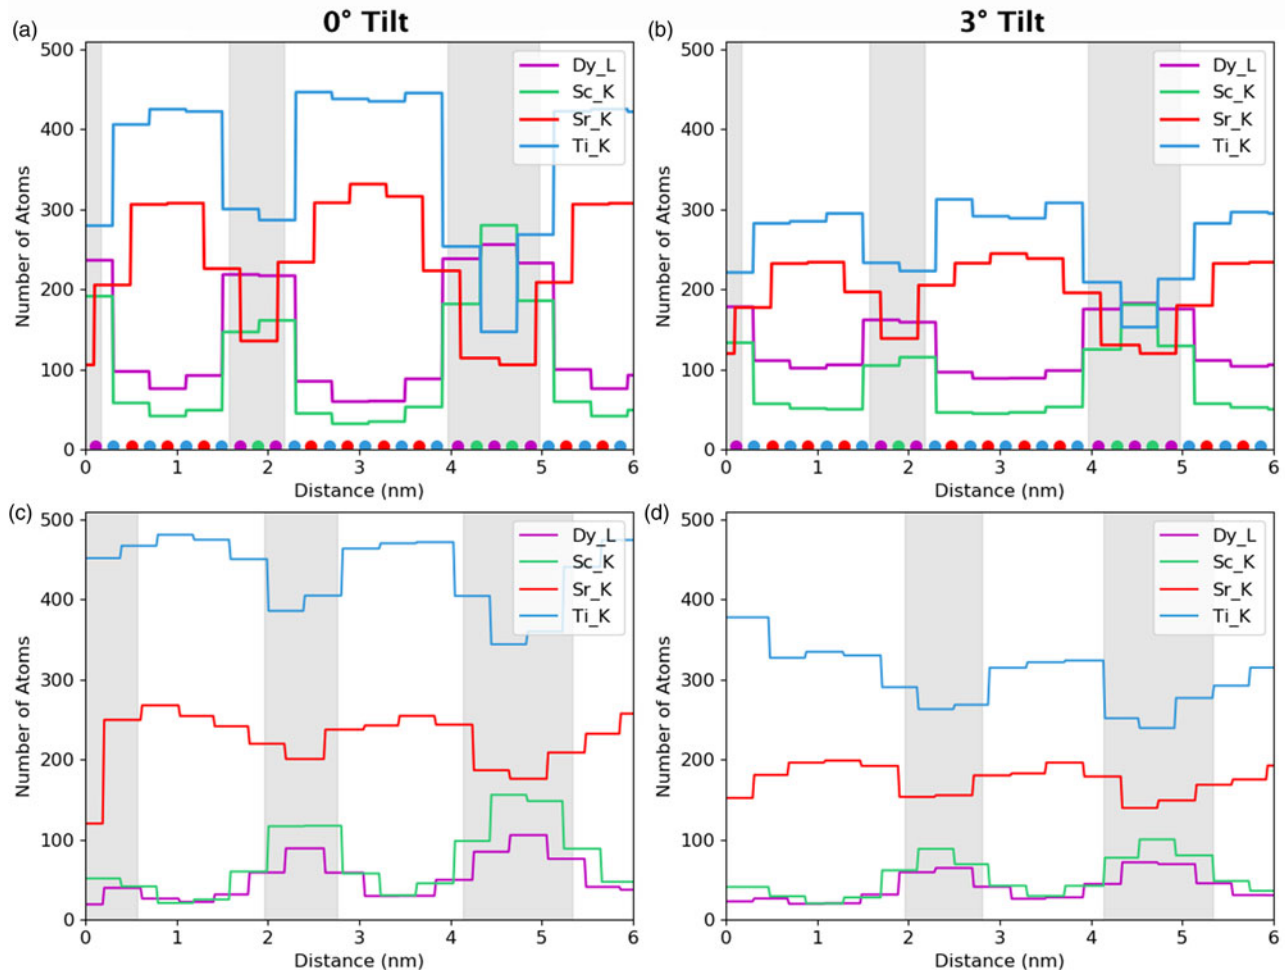 0° Tilt
3° Tilt
(a)
500
400
300
200
100
0
Number of Atoms
Dy_L
Sc_K
Sr_K
Ti_K
0 1 2 3 4 5 6
Distance (nm)
(b)
500
400
300
200
100
0
Number of Atoms
Dy_L
Sc_K
Sr_K
Ti_K
0 1 2 3 4 5 6
Distance (nm)
(c)
500
400
300
200
100
0
Number of Atoms
Dy_L
Sc_K
Sr_K
Ti_K
0 1 2 3 4 5 6
Distance (nm)
(d)
500
400
300
200
100
0
Number of Atoms
Dy_L
Sc_K
Sr_K
Ti_K
0 1 2 3 4 5 6
Distance (nm)